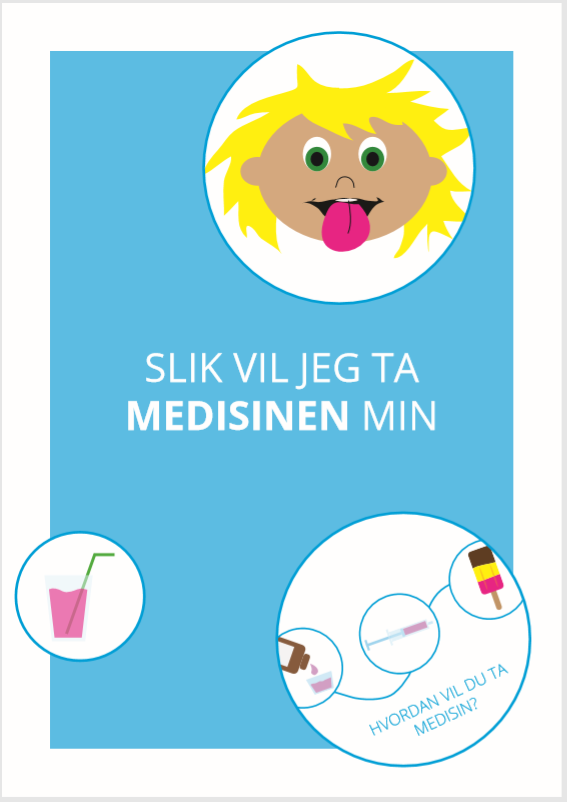 SLIK VIL JEG TA
MEDISINEN MIN
HVORDAN VIL DU TA
MEDISIN?